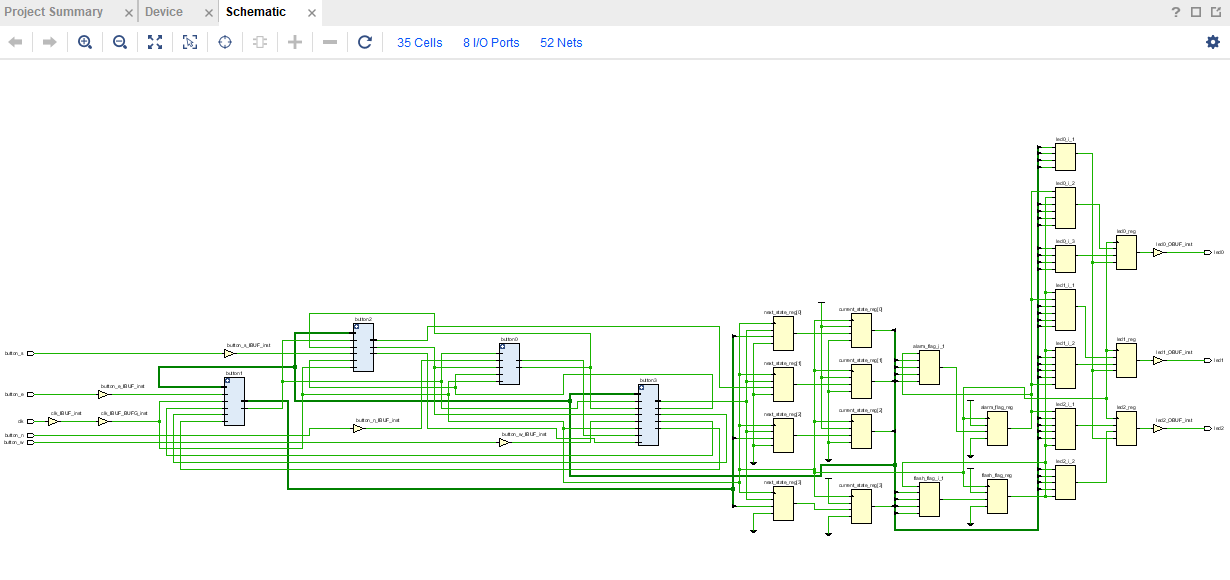 Project Summary
Device
Schematic
35 Cells
8 I/O Ports
52 Nets
led0_i_1
led0_i_2
led0_reg
led0_OBUF_inst
led0
led0_i_3
led1_i_1
next_state_reg[0]
current_state_reg[0]
button2
button_s_IBUF_inst
button0
alarm_flag_i_1
led1_i_2
led1_reg
led1_OBUF_inst
led1
button_s
next_state_reg[1]
current_state_reg[1]
button1
button3
button_e_IBUF_inst
button_e
led2_i_1
alarm_flag_reg
led2_reg
next_state_reg[2]
current_state_reg[2]
clk_IBUF_inst
clk_IBUF_BUFG_inst
clk
button_n_IBUF_inst
led2_OBUF_inst
led2
button_n
button_w
button_w_IBUF_inst
led2_i_2
flash_flag_i_1
flash_flag_reg
next_state_reg[3]
current_state_reg[3]